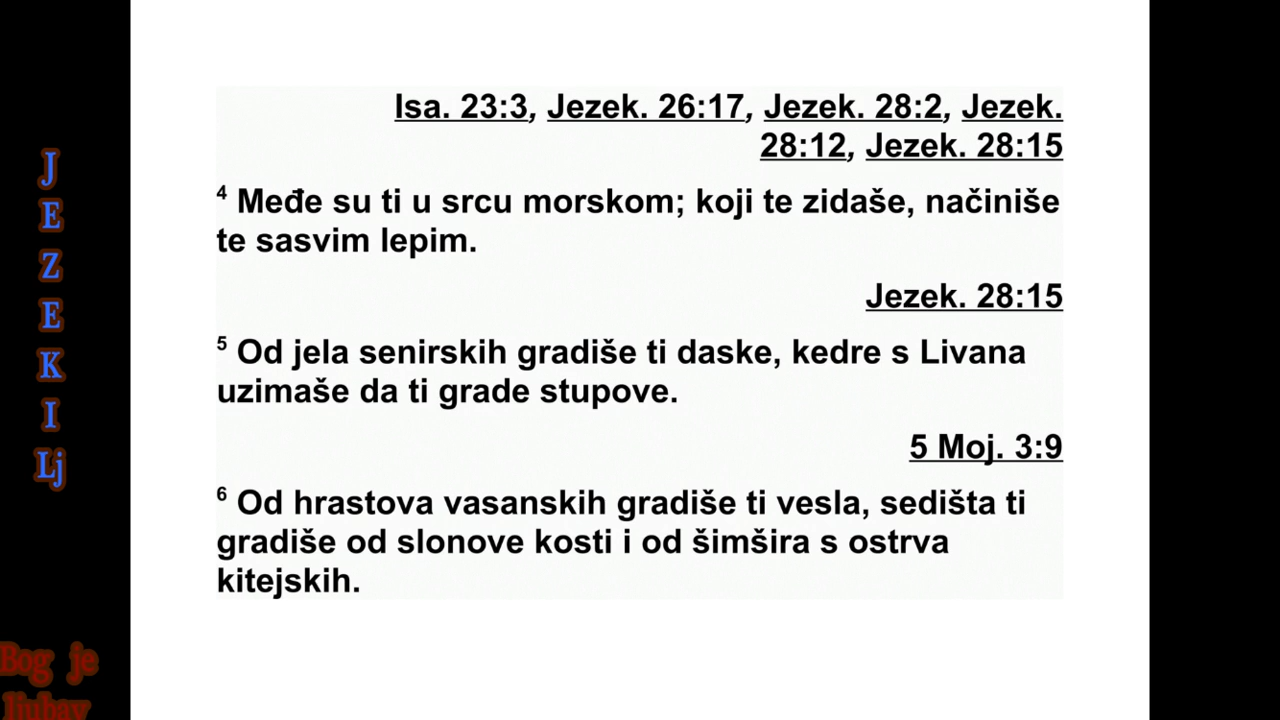 J
E
Z
E
K
I
Lj
Bog je
ljubav
Isa. 23:3, Jezek. 26:17, Jezek. 28:2, Jezek.
28:12, Jezek. 28:15
4 Međe su ti u srcu morskom; koji te zidaše, načiniše
te sasvim lepim.
Jezek. 28:15
5 Od jela senirskih gradiše ti daske, kedre s Livana
uzimaše da ti grade stupove.
5 Moj. 3:9
6 Od hrastova vasanskih gradiše ti vesla, sedišta ti
gradiše od slonove kosti i od šimšira s ostrva
kitejskih.